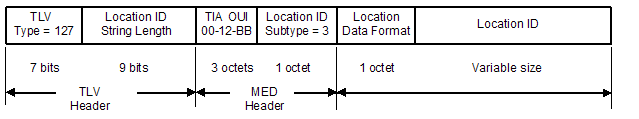 TLV Location ID TIA OUI Location ID Location Location ID
Type = 127 String Length 00-12-BB Subtype = 3 Data Format
7 bits 9 bits 3 octets 1 octet 1 octet Variable size
TLV MED
Header Header